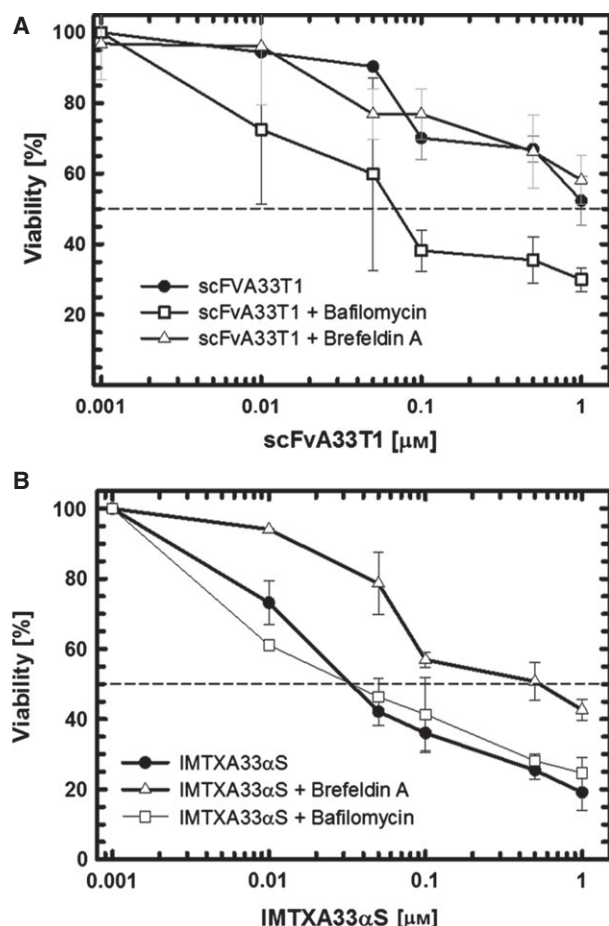 A
100
80
60
40
20
Viability [%]
scFVA33T1
scFvA33T1 + Bafilomycin
scFvA33T1 + Brefeldin A
0.001 0.01 0.1 1
scFvA33T1 [μM]
B
100
80
60
40
20
0
Viability [%]
IMTXA33αS
IMTXA33αS + Brefeldin A
IMTXA33αS + Bafilomycin
0.001 0.01 0.1 1
IMTXA33αS [μM]